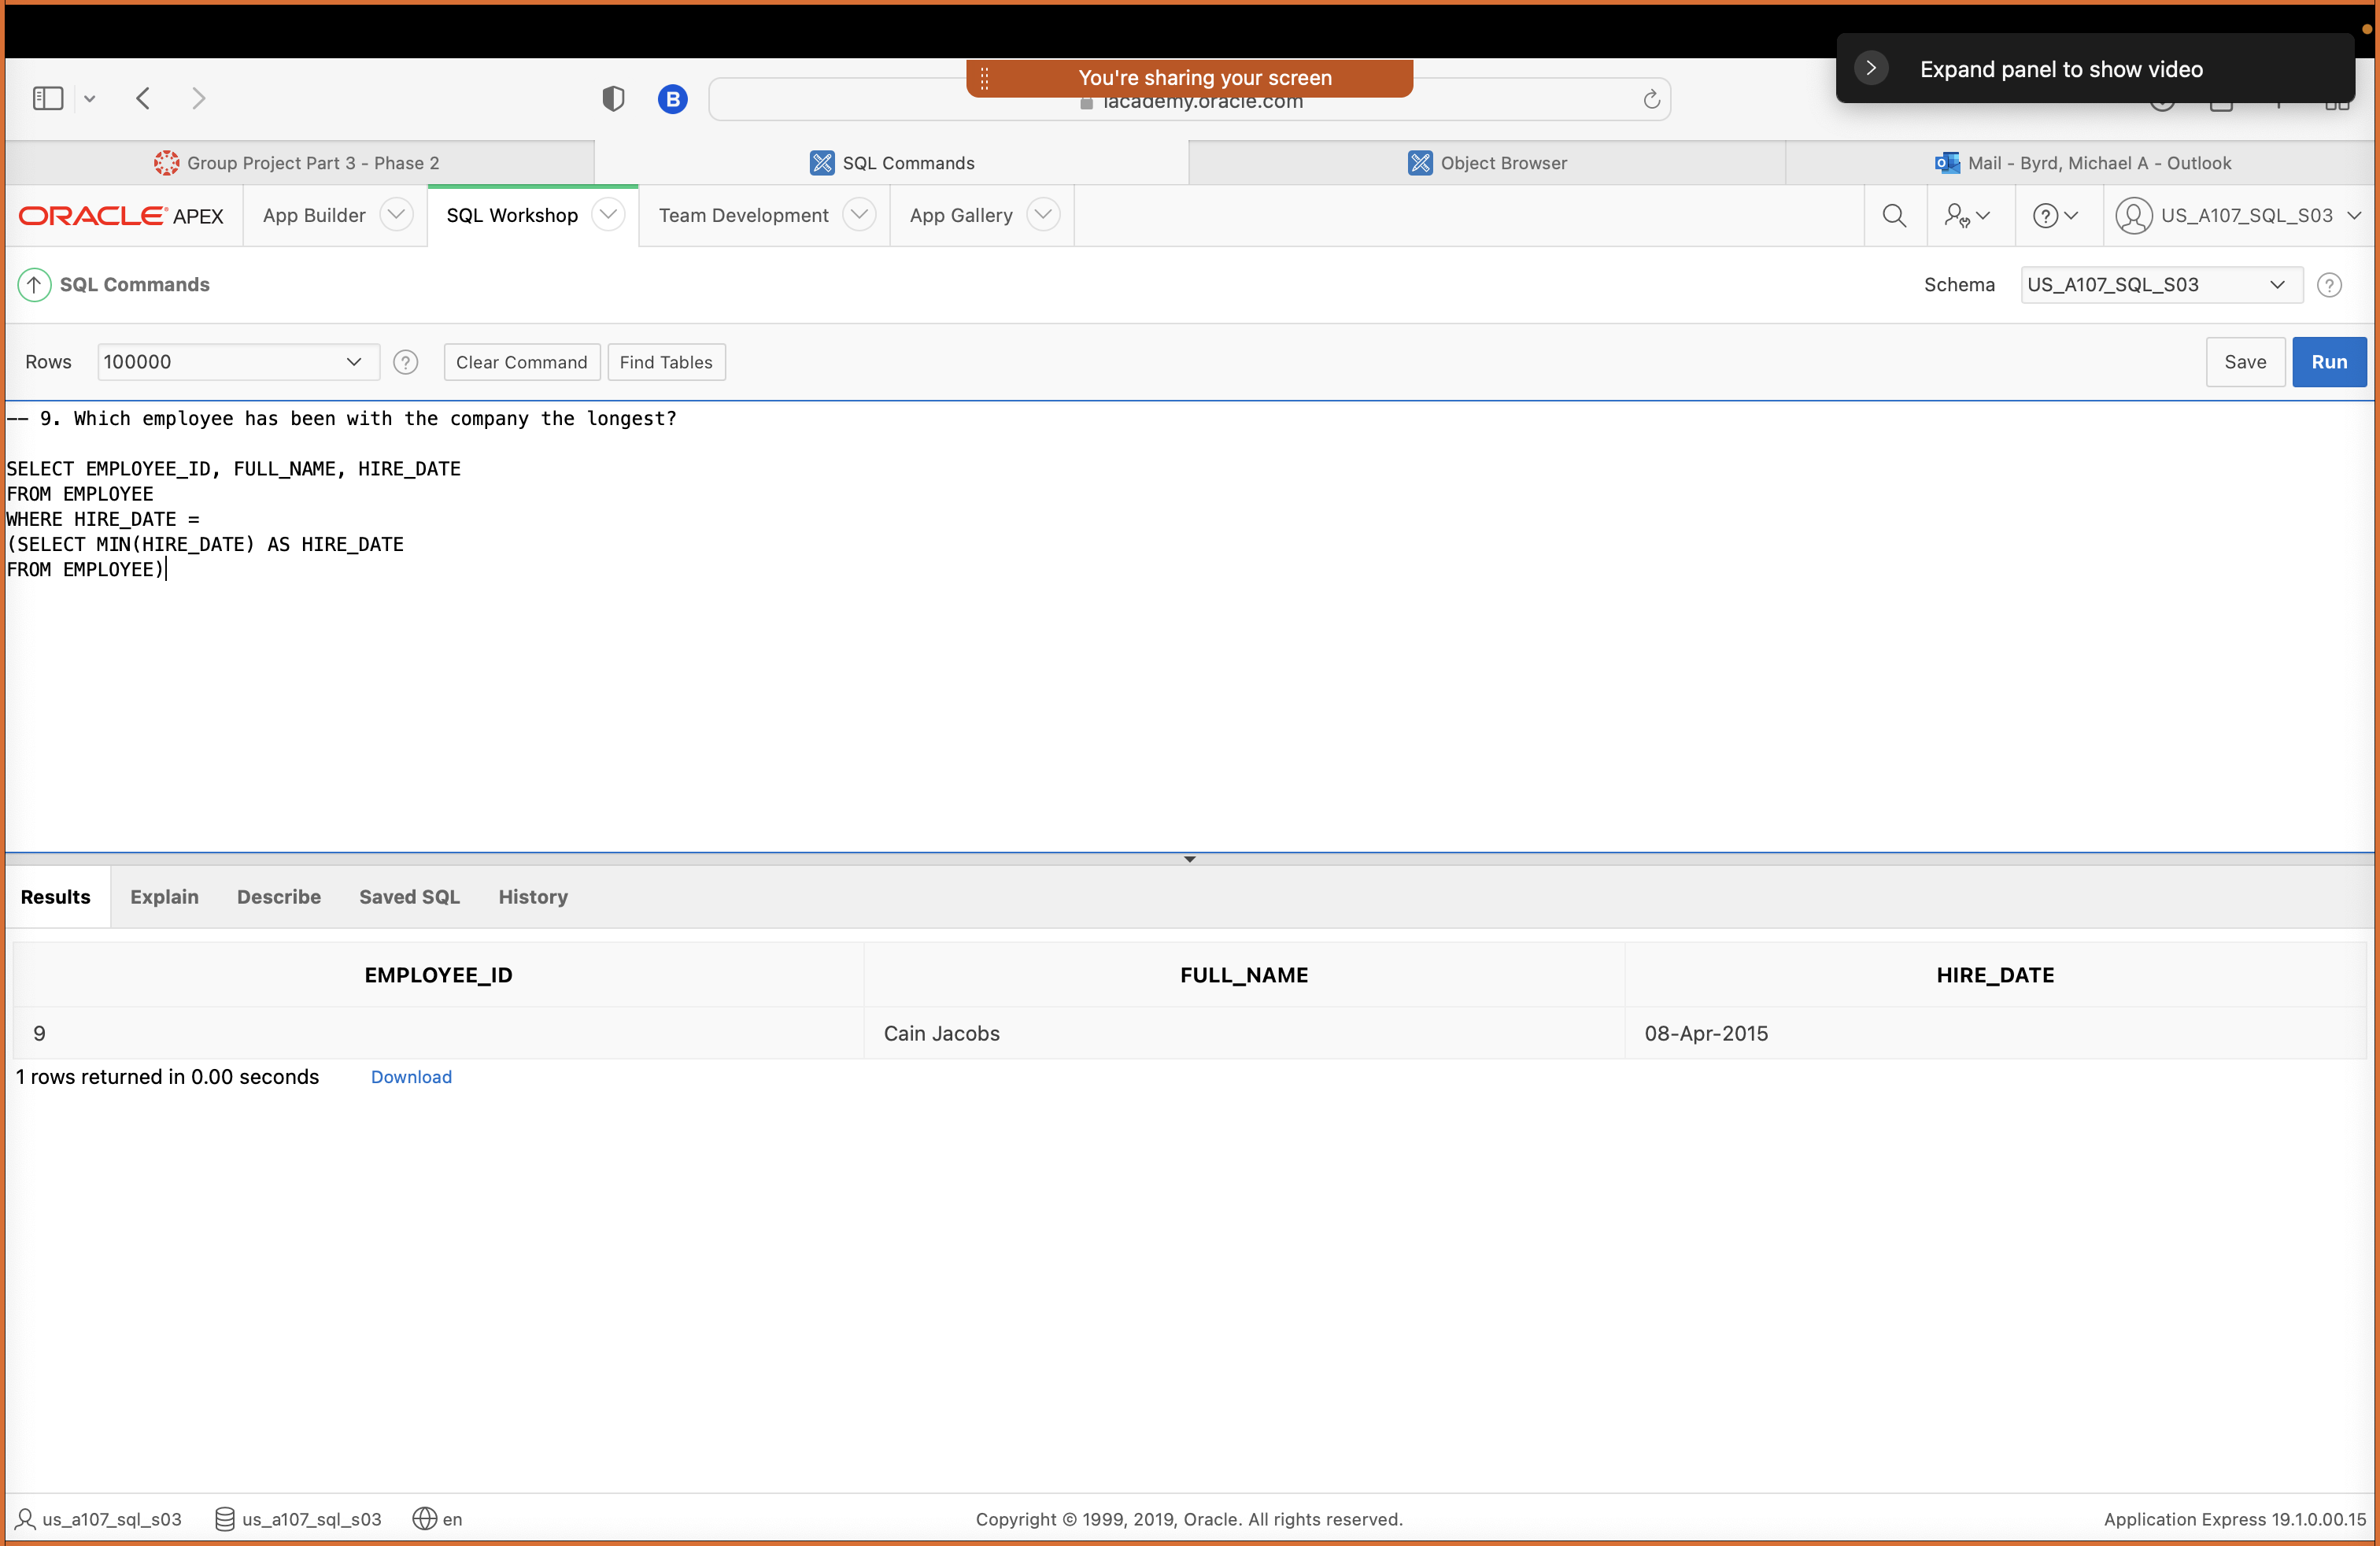 You're sharing your screen
Expand panel to show video
B
iacademy.oracle.com
Group Project Part 3 - Phase 2
SQL Commands
Object Browser
Mail - Byrd, Michael A - Outlook
ORACLE APEX
App Builder
SQL Workshop
Team Development
App Gallery
US_A107_SQL_S03
SQL Commands
Schema
US_A107_SQL_S03
Rows
100000
Clear Command
Find Tables
Save
Run
-- 9. Which employee has been with the company the longest?
SELECT EMPLOYEE_ID, FULL_NAME, HIRE_DATE
FROM EMPLOYEE
WHERE HIRE_DATE =
(SELECT MIN(HIRE_DATE) AS HIRE_DATE
FROM EMPLOYEE)
Results
Explain
Describe
Saved SQL
History
EMPLOYEE_ID
FULL_NAME
HIRE_DATE
9
Cain Jacobs
08-Apr-2015
1 rows returned in 0.00 seconds
Download
us_a107_sql_s03
us_a107_sql_s03
en
Copyright © 1999, 2019, Oracle. All rights reserved.
Application Express 19.1.0.00.15